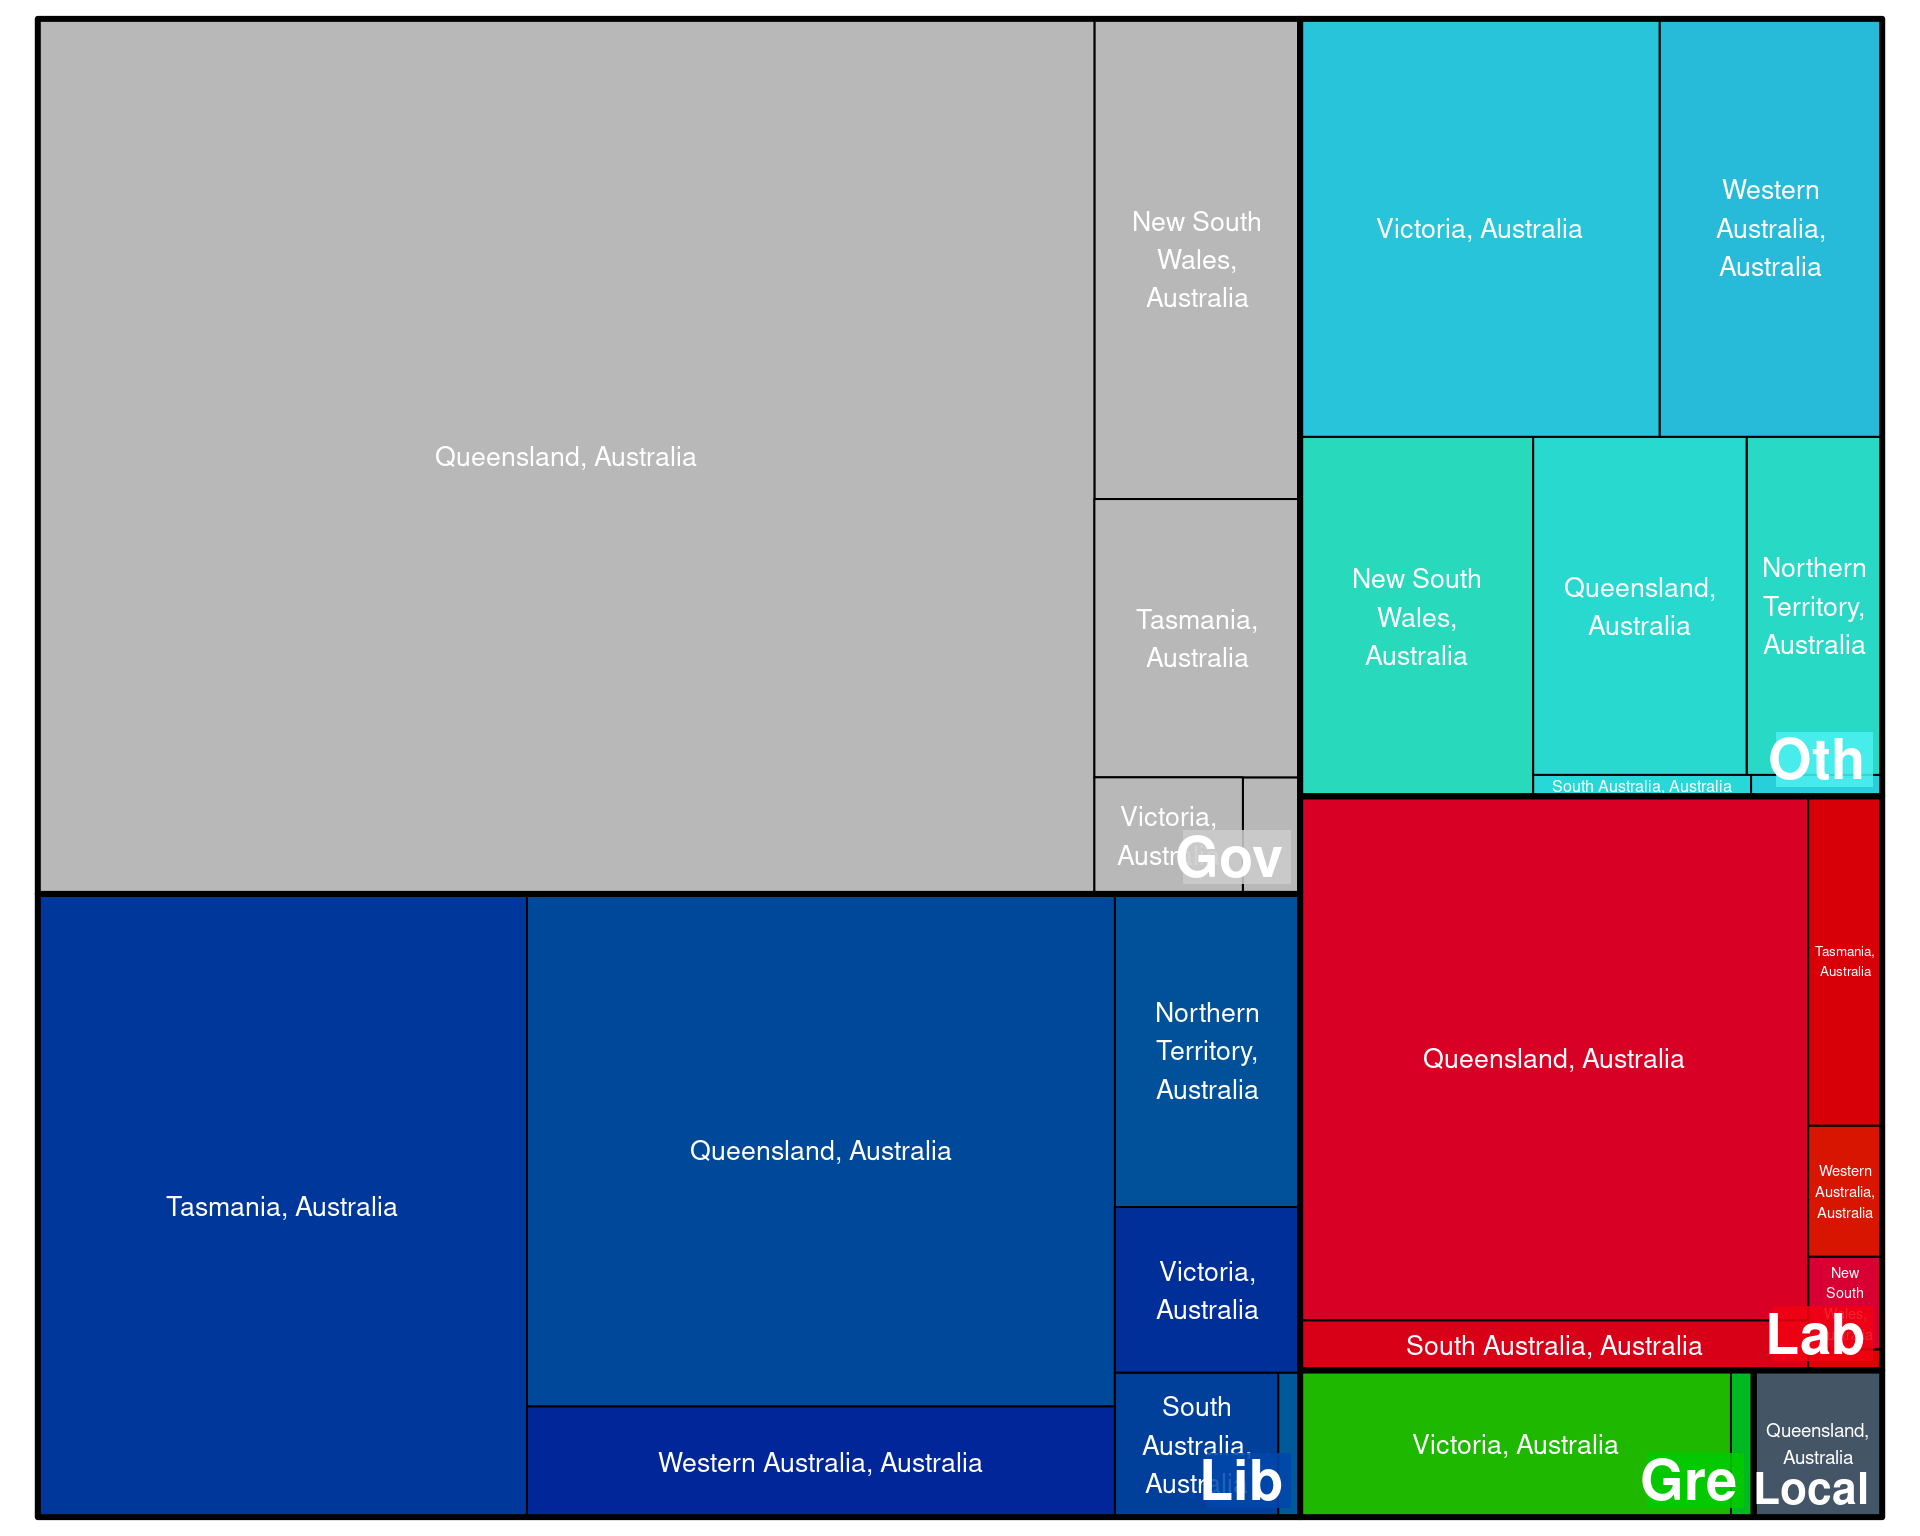 Queensland, Australia
New South
Wales,
Australia
Tasmania,
Australia
Victoria,
Gov
Victoria, Australia
Western
Australia,
Australia
New South
Wales,
Australia
Queensland,
Australia
Northern
Territory,
Australia
South Australia, Australia
Oth
Tasmania, Australia
Queensland, Australia
Western Australia, Australia
Northern
Territory,
Australia
Victoria,
Australia
South
Australia,
Lib
Queensland, Australia
Tasmania,
Australia
Western
Australia,
Australia
New
South
Wales,
South Australia, Australia
Lab
Victoria, Australia
Gre
Queensland,
Australia
Local